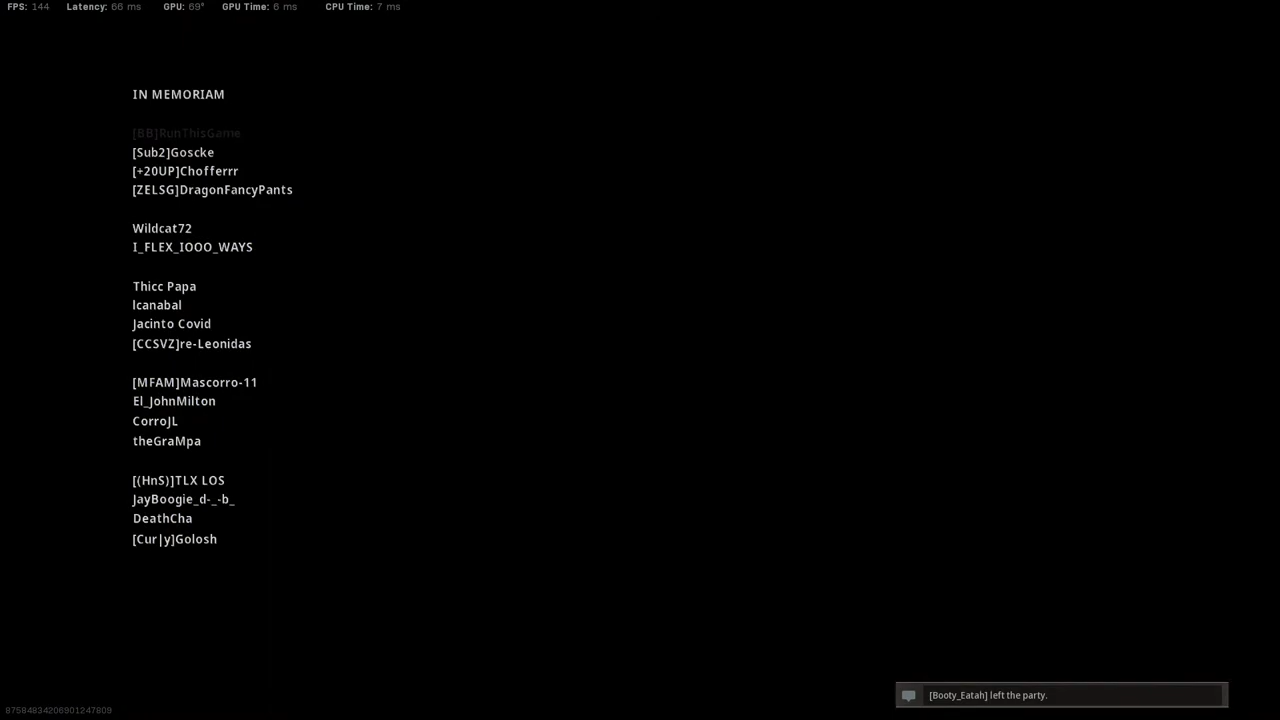 FPS: 144 Latency: 66 ms GPU: 69° GPU Time: 6 ms CPU Time: 7 ms
IN MEMORIAM
[BB]RunThisGame
[Sub2]Goscke
[+20UP]Chofferrr
[ZELSG]DragonFancyPants
Wildcat72
I_FLEX_IOOO_WAYS
Thicc Papa
lcanabal
Jacinto Covid
[CCSVZ]re-Leonidas
[MFAM]Mascorro-11
El_JohnMilton
CorroJL
theGraMpa
[(HnS)]TLX LOS
JayBoogie_d-_-b_
DeathCha
[Cur|y]Golosh
[Booty_Eatah] left the party.
87584834206901247809